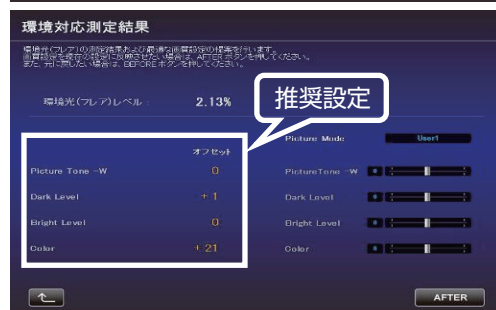 環境対応測定結果
環境光(フレア)の測定結果および最適な画質設定の提案を行います。
画質設定を現在の設定に反映させたい場合は、AFTERボタンを押してください。
また、元に戻したい場合は、BEFOREボタンを押してください。
環境光(フレア)レベル: 2.13%
推奨設定
Picture Mode User1
オフセット
Picture Tone -W 0 PictureTone -W
Dark Level +1 Dark Level
Bright Level 0 Bright Level
Color +21 Color
AFTER